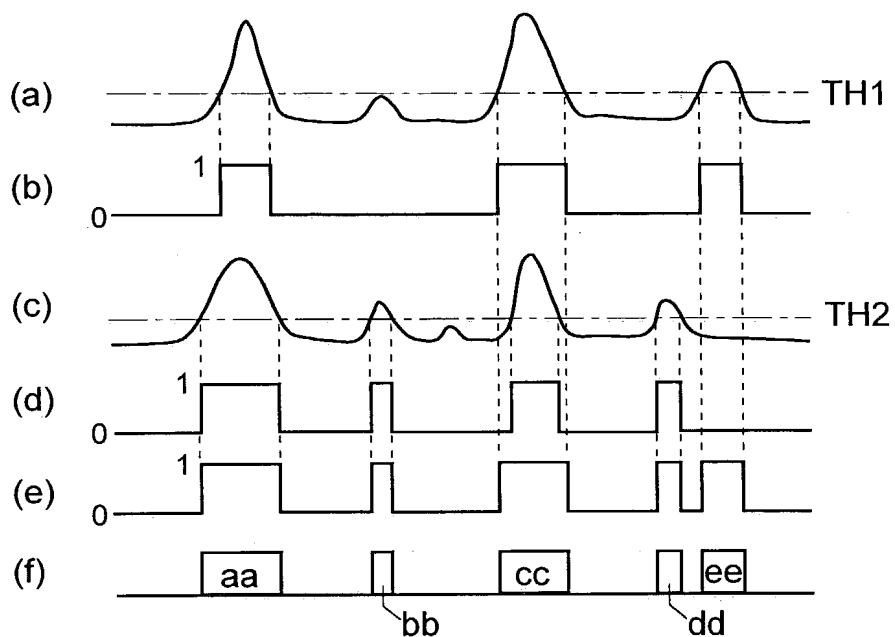 (a) TH1
(b) 1
0
(c) TH2
(d) 1
0
(e) 1
0
(f) aa cc ee
bb dd